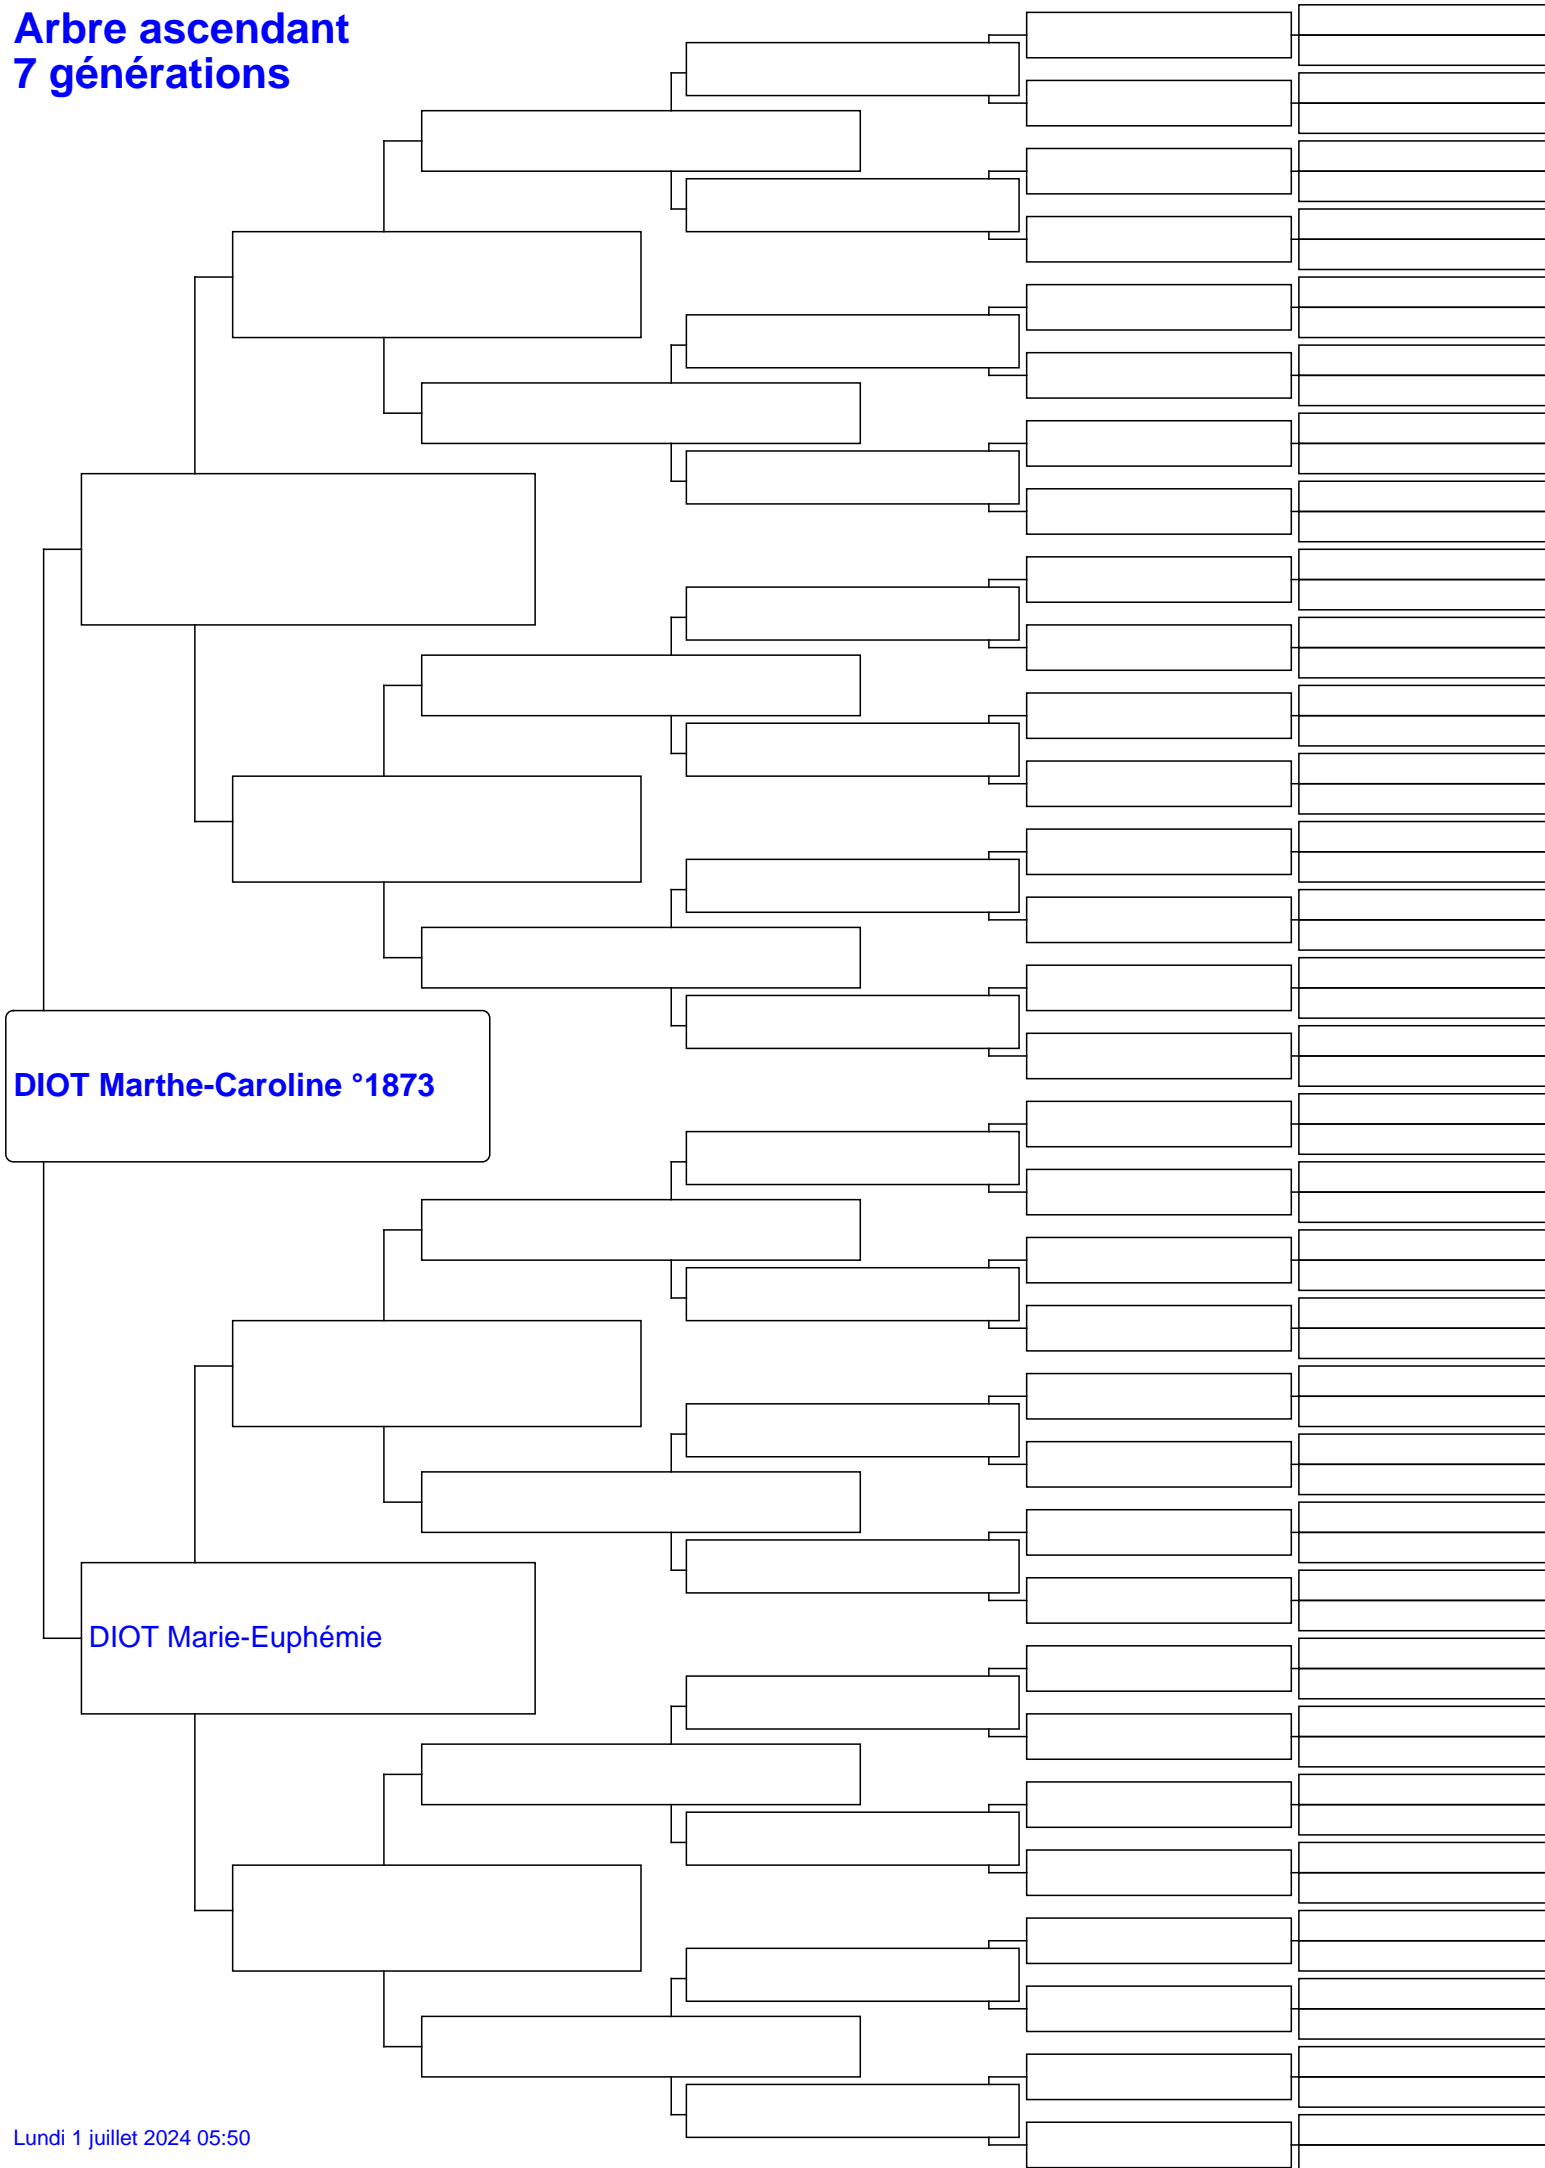 Arbre ascendant
7 générations
DIOT Marthe-Caroline °1873
DIOT Marie-Euphémie
Lundi 1 juillet 2024 05:50